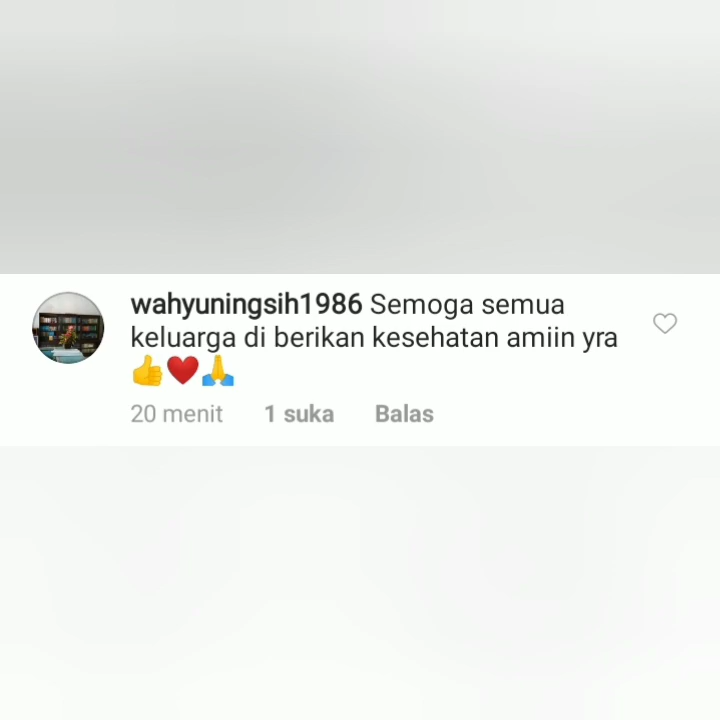 wahyuningsih1986 Semoga semua
keluarga di berikan kesehatan amiin yra
👍❤️🙏
20 menit 1 suka Balas